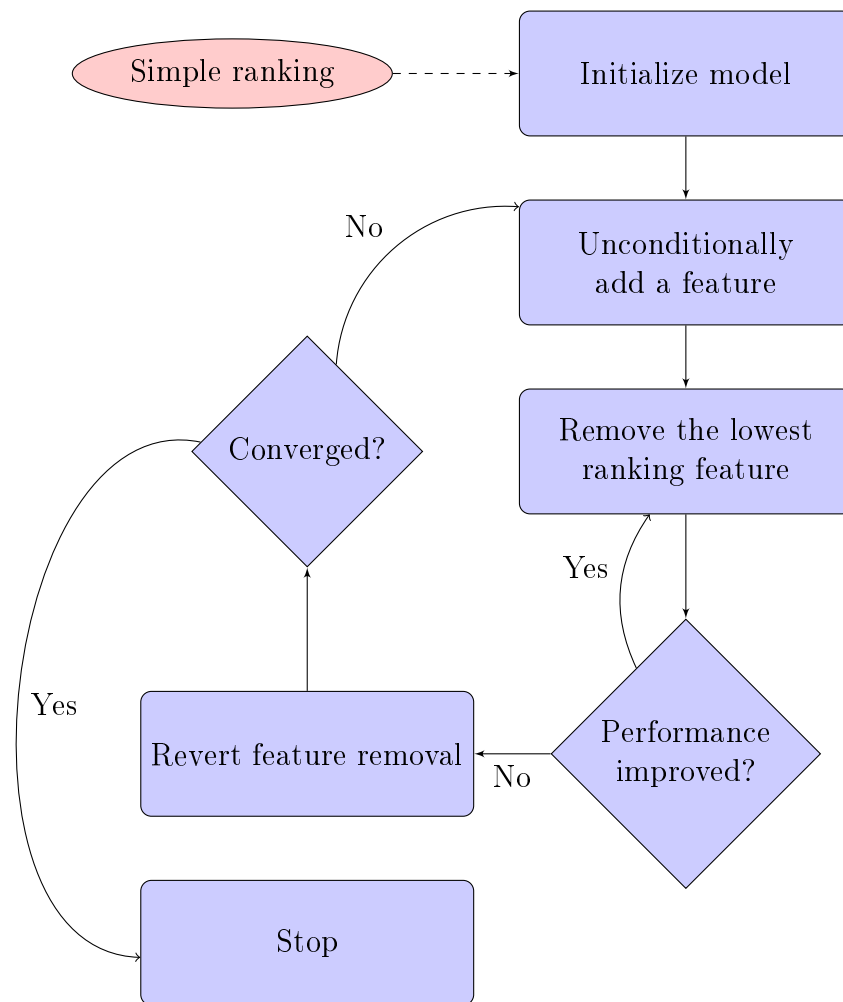 Simple ranking
Initialize model
No
Unconditionally
add a feature
Converged?
Remove the lowest
ranking feature
Yes
Yes
Revert feature removal
No
Performance
improved?
Stop